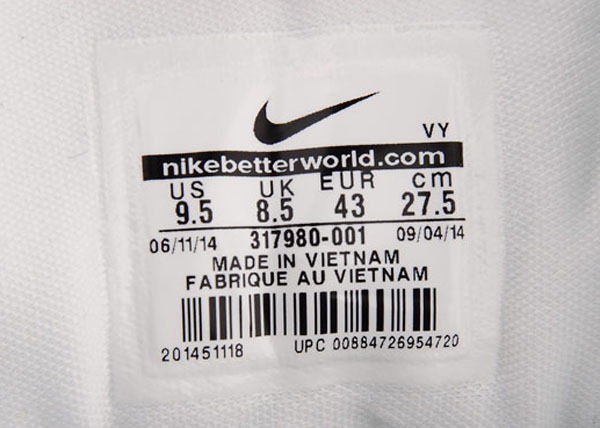 VY
nikebetterworld.com
US UK EUR cm
9.5 8.5 43 27.5
06/11/14 317980-001 09/04/14
MADE IN VIETNAM
FABRIQUE AU VIETNAM
201451118 UPC 00884726954720